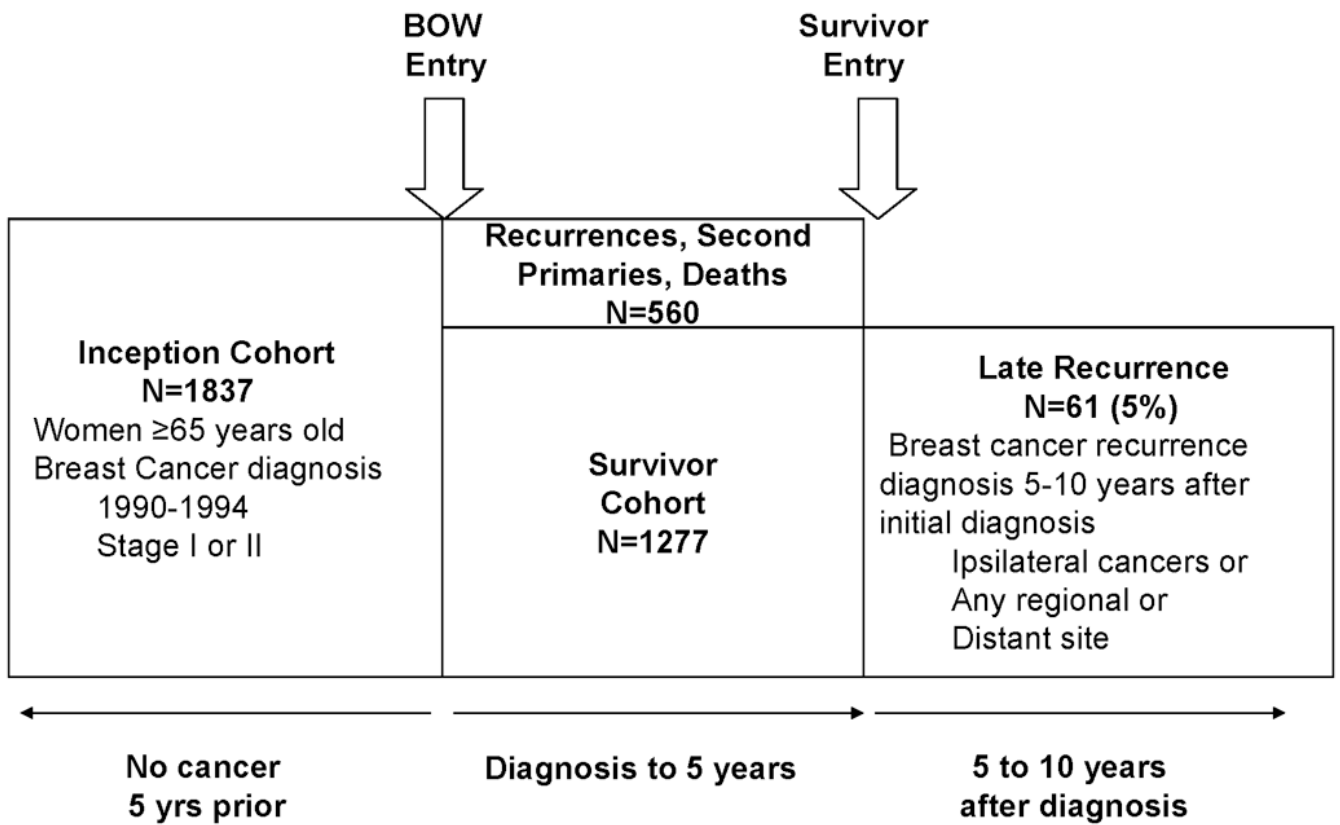 BOW
Entry
Survivor
Entry
Recurrences, Second
Primaries, Deaths
N=560
Inception Cohort
N=1837
Women ≥65 years old
Breast Cancer diagnosis
1990-1994
Stage I or II
Survivor
Cohort
N=1277
Late Recurrence
N=61 (5%)
Breast cancer recurrence
diagnosis 5-10 years after
initial diagnosis
Ipsilateral cancers or
Any regional or
Distant site
No cancer
5 yrs prior
Diagnosis to 5 years
5 to 10 years
after diagnosis